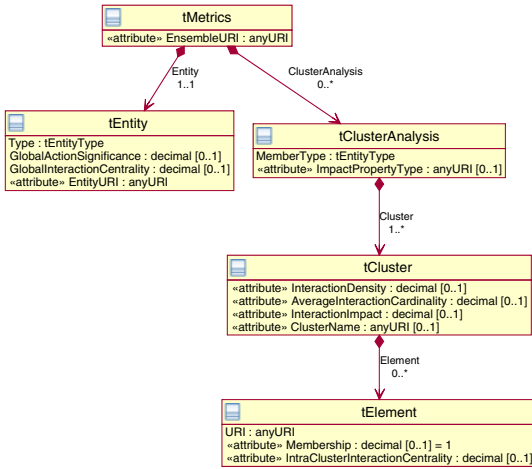 tMetrics
«attribute» EnsembleURI : anyURI
Entity
1..1
ClusterAnalysis
0..*
tEntity
Type : tEntityType
GlobalActionSignificance : decimal [0..1]
GlobalInteractionCentrality : decimal [0..1]
«attribute» EntityURI : anyURI
tClusterAnalysis
MemberType : tEntityType
«attribute» ImpactPropertyType : anyURI [0..1]
Cluster
1..*
tCluster
«attribute» InteractionDensity : decimal [0..1]
«attribute» AverageInteractionCardinality : decimal [0..1]
«attribute» InteractionImpact : decimal [0..1]
«attribute» ClusterName : anyURI [0..1]
Element
0..*
tElement
URI : anyURI
«attribute» Membership : decimal [0..1] = 1
«attribute» IntraClusterInteractionCentrality : decimal [0..1]